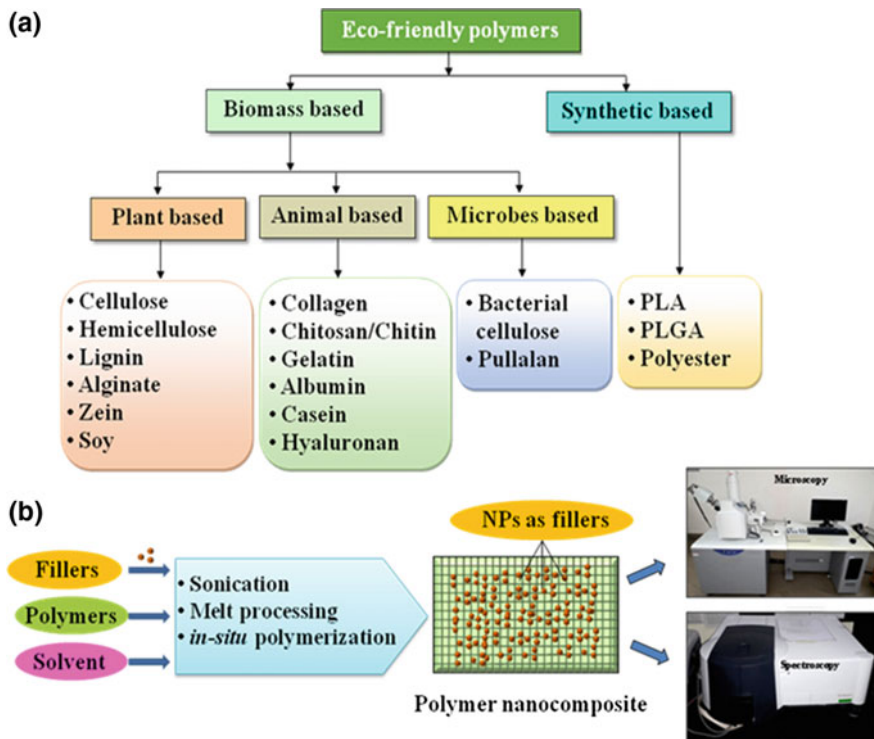 (a)
Eco-friendly polymers
Biomass based
Synthetic based
Plant based
Animal based
Microbes based
• Cellulose
• Hemicellulose
• Lignin
• Alginate
• Zein
• Soy
• Collagen
• Chitosan/Chitin
• Gelatin
• Albumin
• Casein
• Hyaluronan
• Bacterial
cellulose
• Pullalan
• PLA
• PLGA
• Polyester
(b)
Fillers
Polymers
Solvent
• Sonication
• Melt processing
• in-situ polymerization
NPs as fillers
Polymer nanocomposite
Microscopy
Spectroscopy